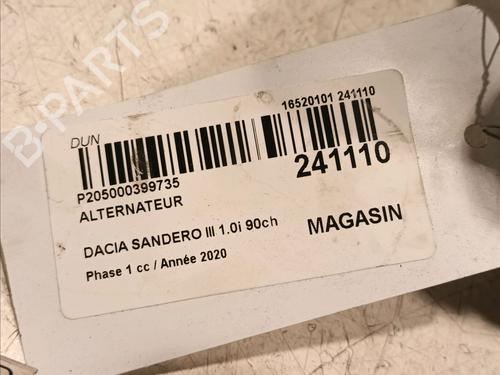 B-PARTS
DUN
16520101 241110
P205000399735
241110
ALTERNATEUR
DACIA SANDERO III 1.0i 90ch
MAGASIN
Phase 1 cc / Année 2020